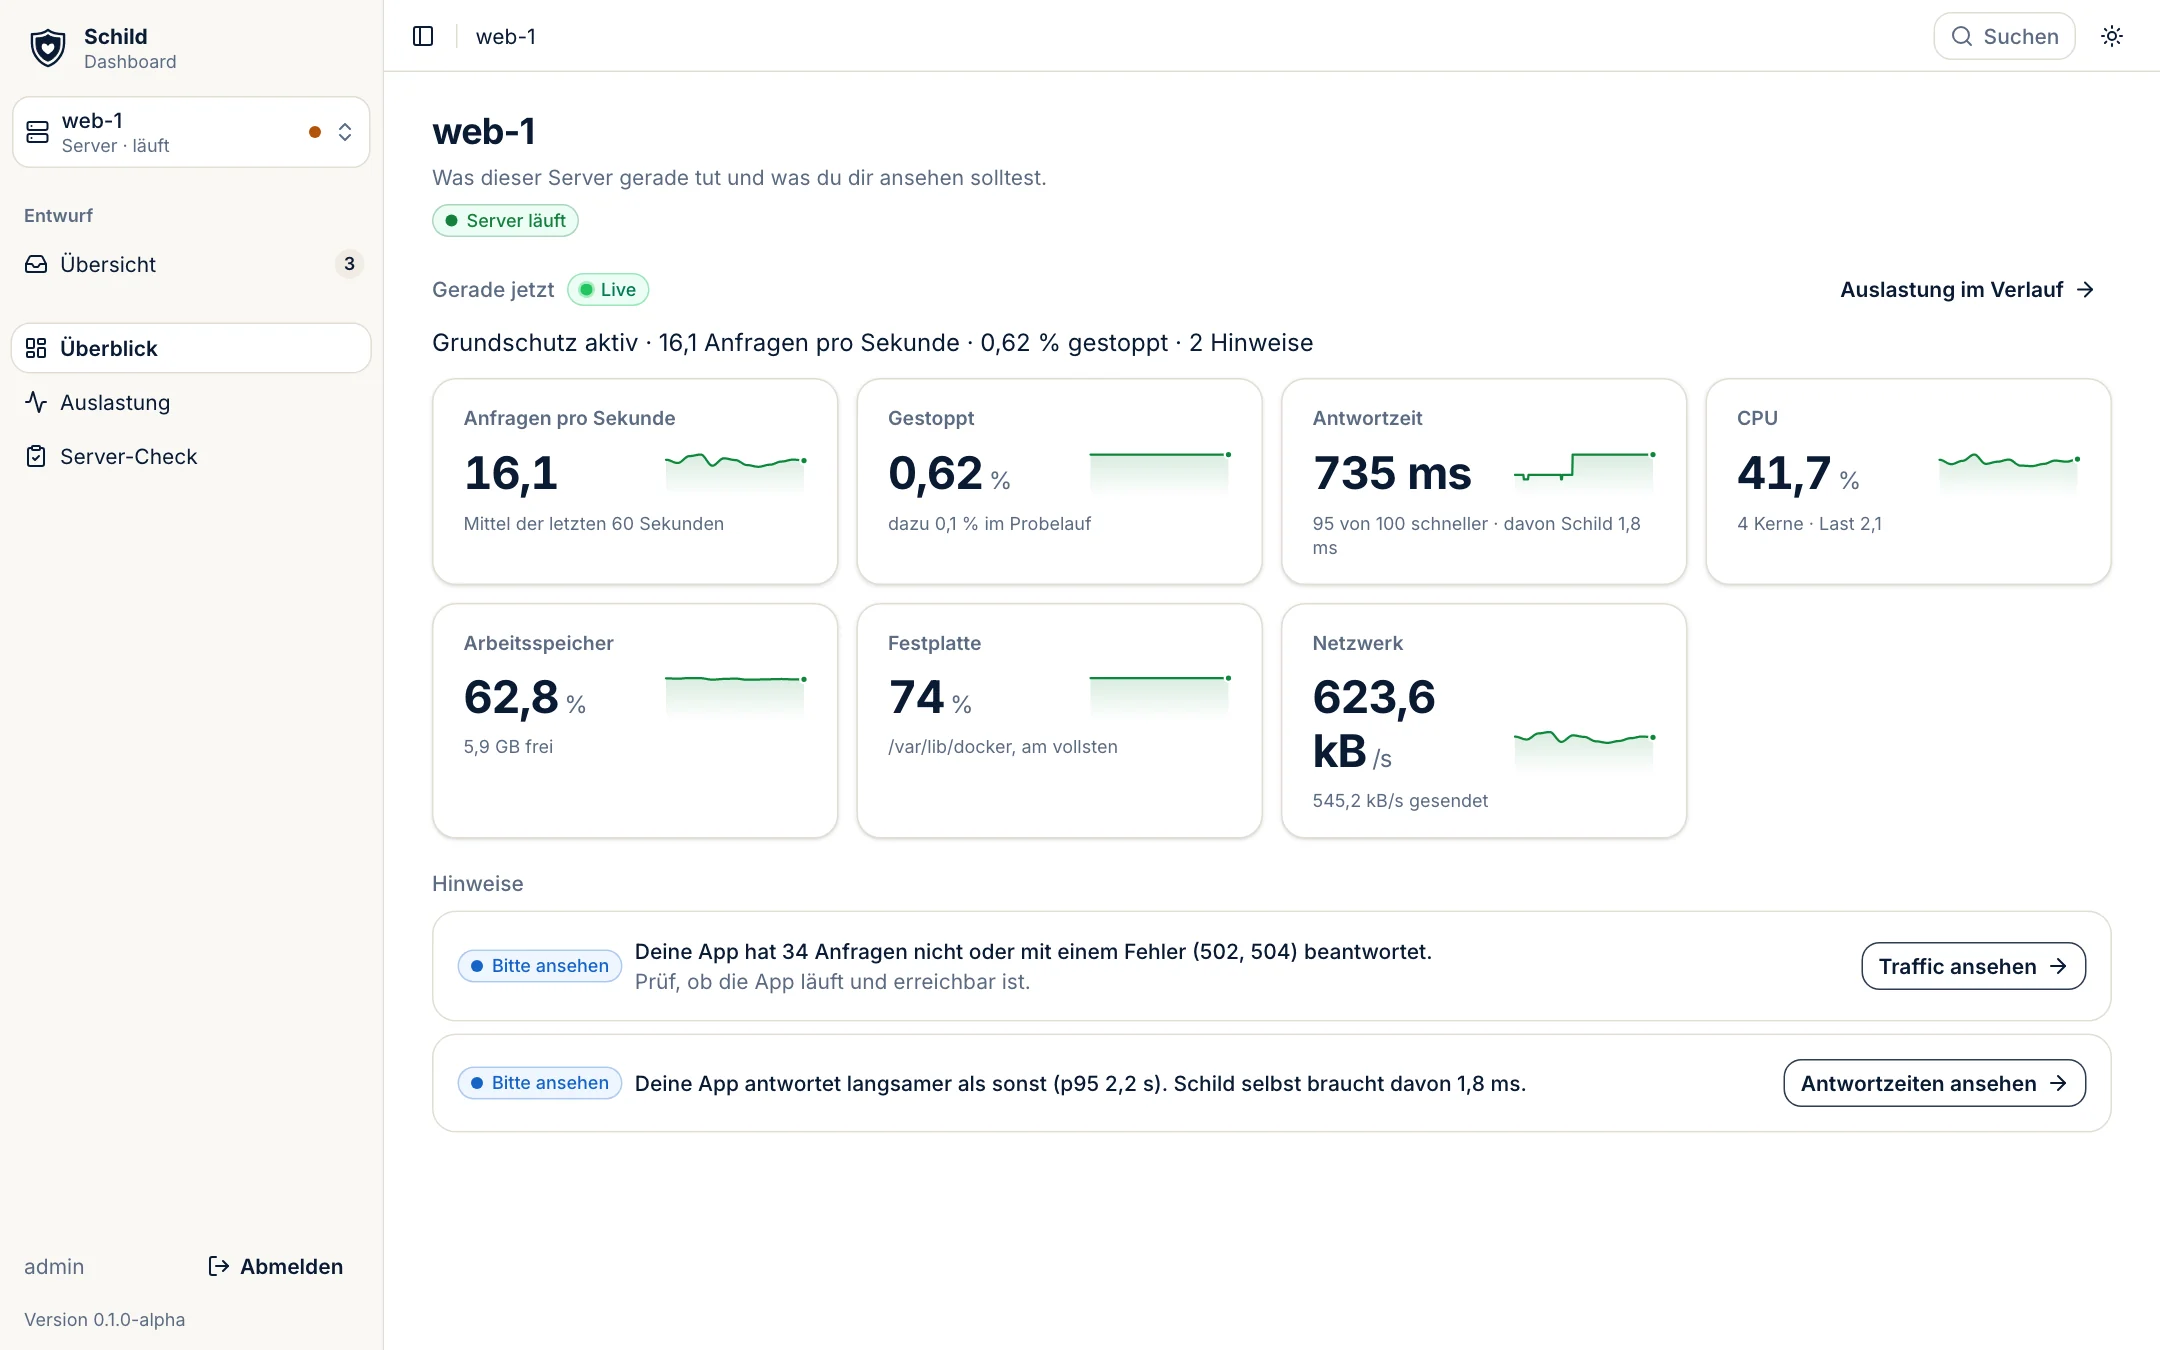 Schild
Dashboard
web-1
Server · läuft
Entwurf
Übersicht
3
Überblick
Auslastung
Server-Check
admin
Abmelden
Version 0.1.0-alpha
web-1
Suchen
web-1
Was dieser Server gerade tut und was du dir ansehen solltest.
Server läuft
Gerade jetzt
Live
Auslastung im Verlauf
Grundschutz aktiv · 16,1 Anfragen pro Sekunde · 0,62 % gestoppt · 2 Hinweise
Anfragen pro Sekunde
16,1
Mittel der letzten 60 Sekunden
Gestoppt
0,62 %
dazu 0,1 % im Probelauf
Antwortzeit
735 ms
95 von 100 schneller · davon Schild 1,8
ms
CPU
41,7 %
4 Kerne · Last 2,1
Arbeitsspeicher
62,8 %
5,9 GB frei
Festplatte
74 %
/var/lib/docker, am vollsten
Netzwerk
623,6
kB /s
545,2 kB/s gesendet
Hinweise
Bitte ansehen
Deine App hat 34 Anfragen nicht oder mit einem Fehler (502, 504) beantwortet.
Prüf, ob die App läuft und erreichbar ist.
Traffic ansehen
Bitte ansehen
Deine App antwortet langsamer als sonst (p95 2,2 s). Schild selbst braucht davon 1,8 ms.
Antwortzeiten ansehen